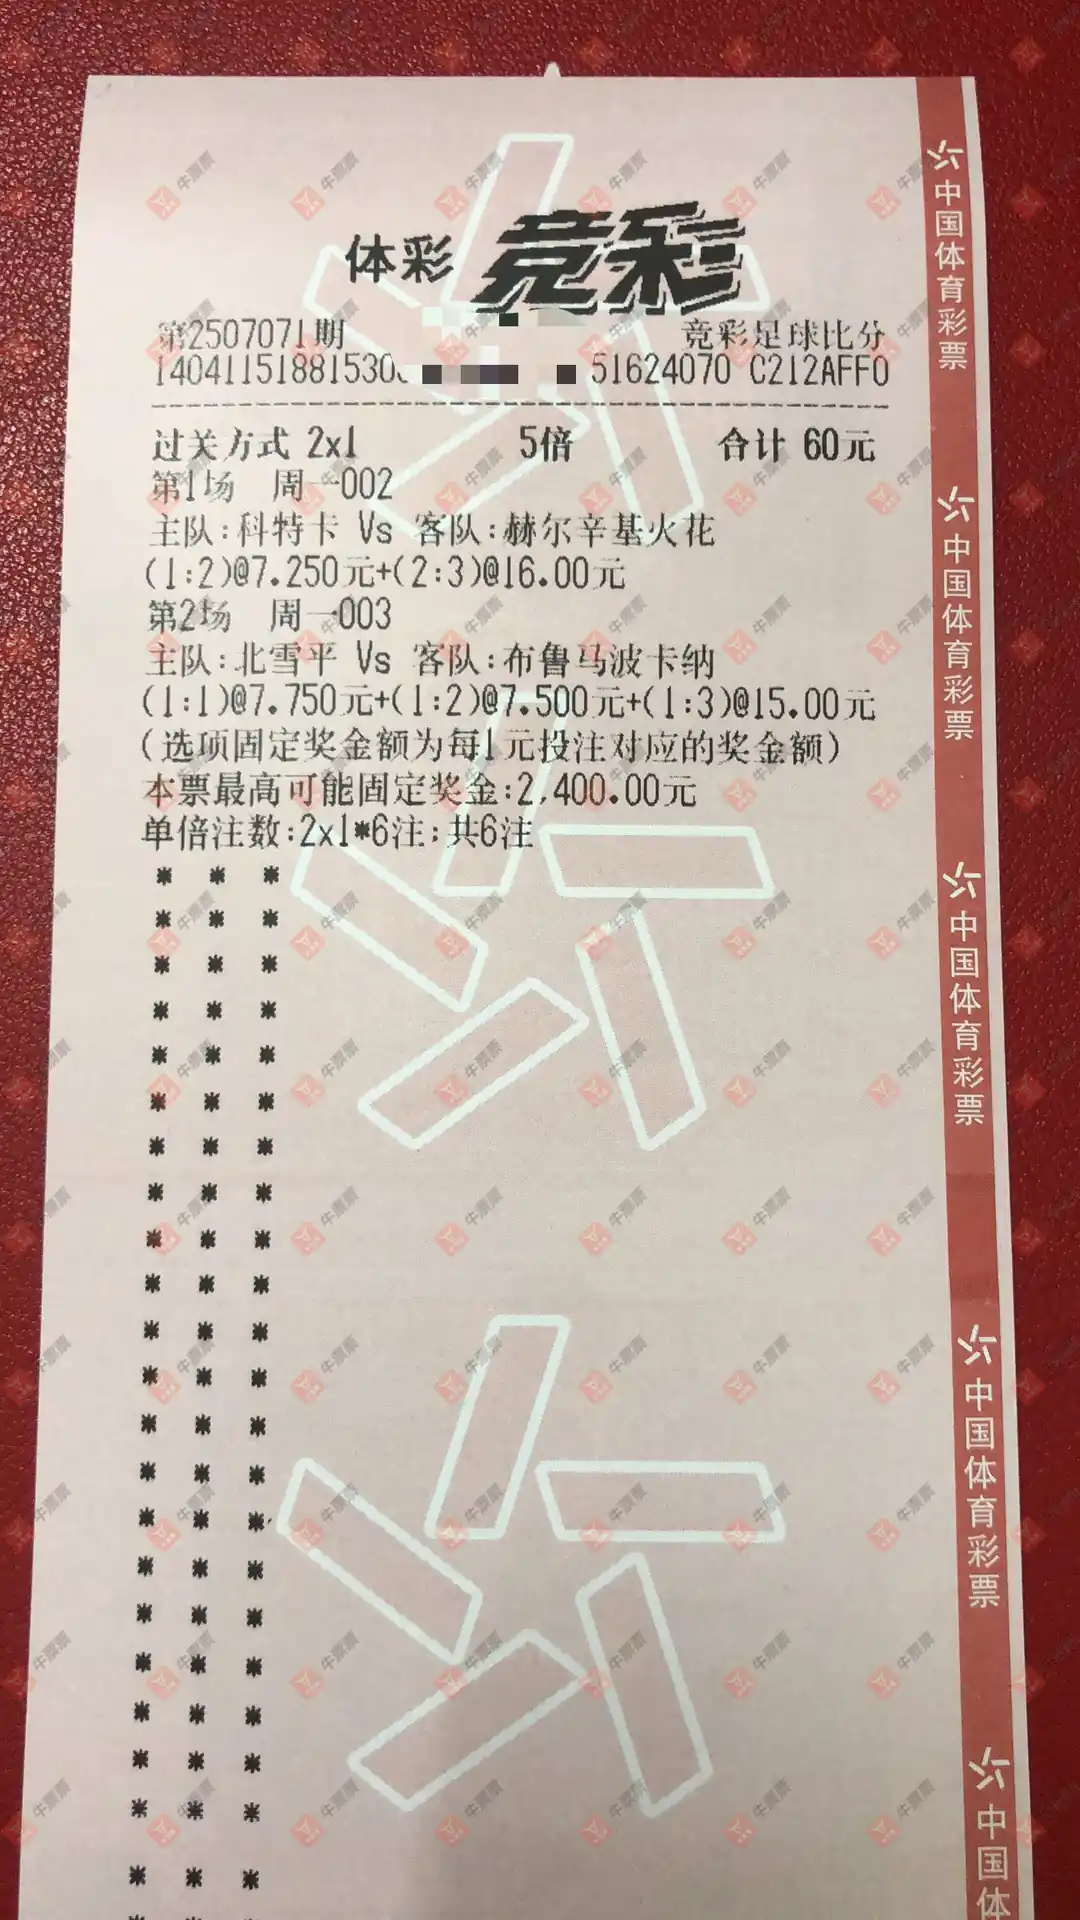 体彩 竞彩
第2507071期 竞彩足球比分
14041151881530 51624070 C212AFF0
过关方式 2x1 5倍 合计 60元
第1场 周一002
主队:科特卡 Vs 客队:赫尔辛基火花
(1:2)@7.250元+(2:3)@16.00元
第2场 周一003
主队:北雪平 Vs 客队:布鲁马波卡纳
(1:1)@7.750元+(1:2)@7.500元+(1:3)@15.00元
(选项固定奖金额为每1元投注对应的奖金额)
本票最高可能固定奖金:2,400.00元
单倍注数:2x1*6注;共6注
中国体育彩票
中国体育彩票
中国体育彩票
中国体育彩票
中国体
牛票票